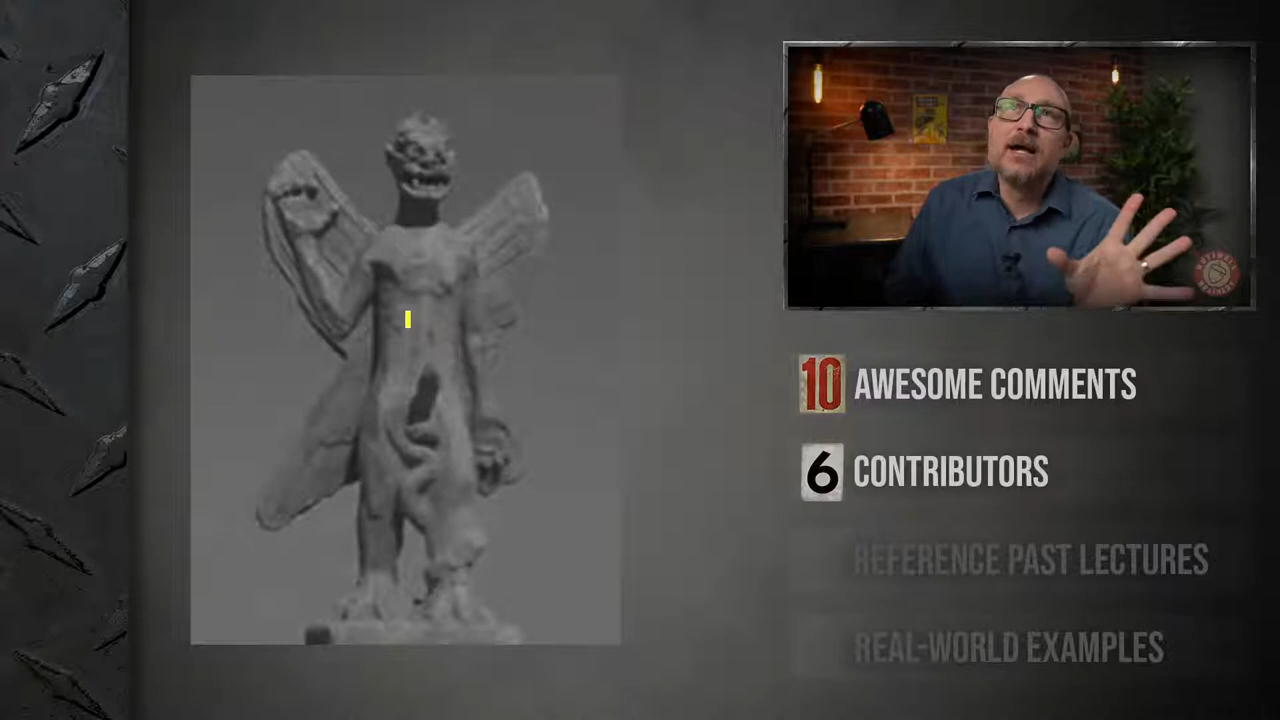 10 AWESOME COMMENTS
6 CONTRIBUTORS
REFERENCE PAST LECTURES
REAL-WORLD EXAMPLES